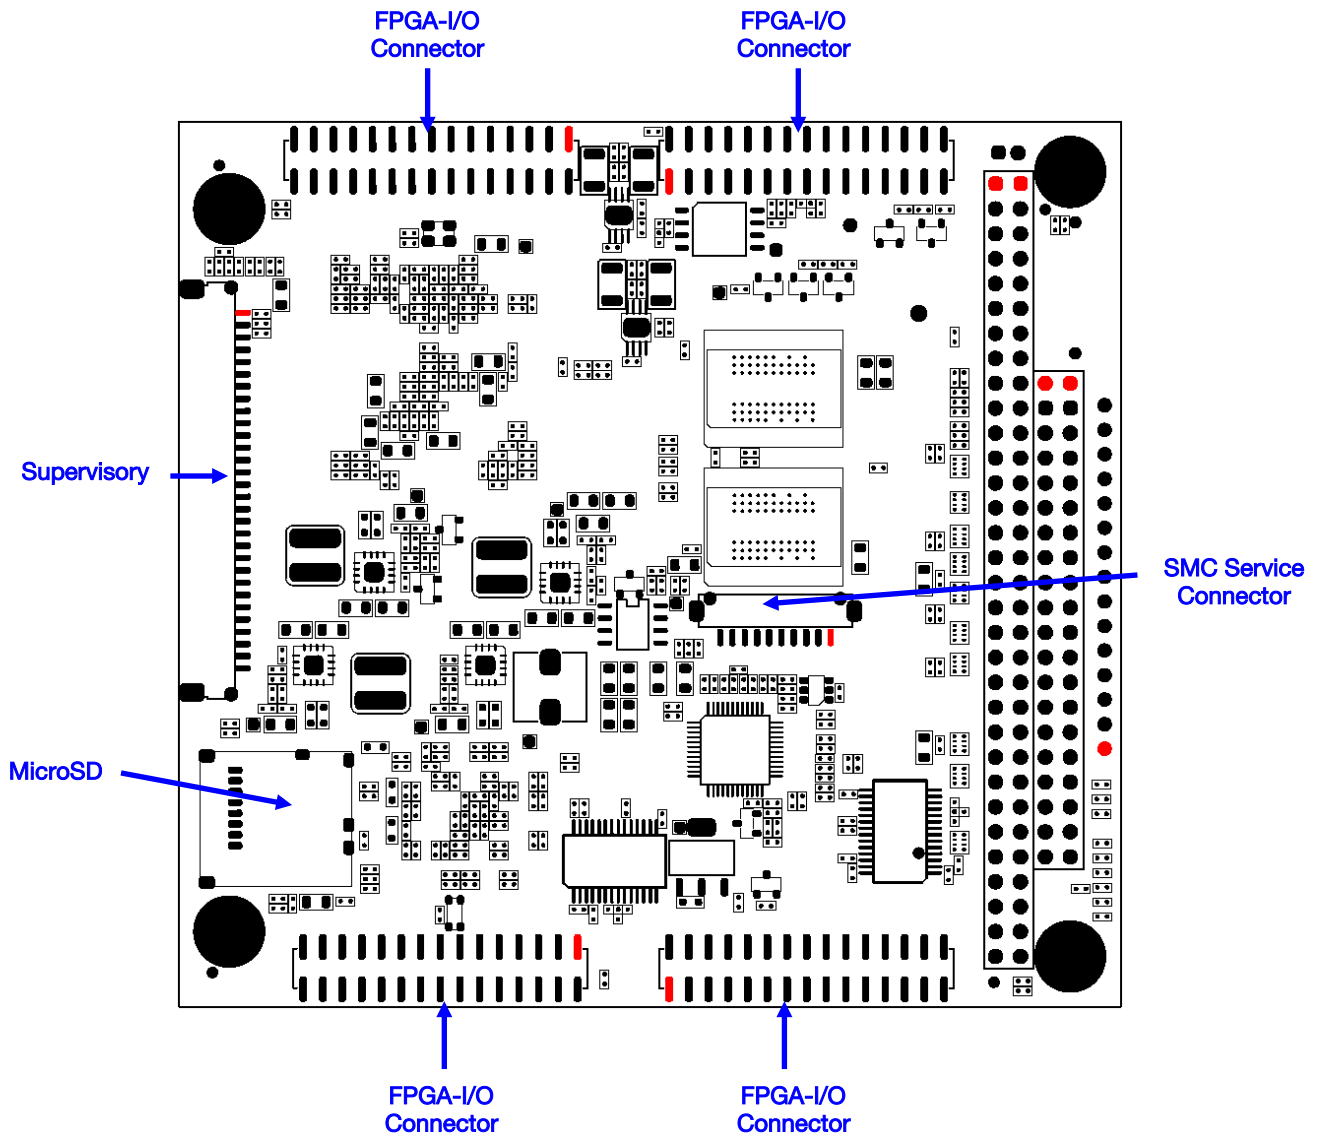 FPGA-I/O
Connector
FPGA-I/O
Connector
Supervisory
SMC Service
Connector
MicroSD
FPGA-I/O
Connector
FPGA-I/O
Connector